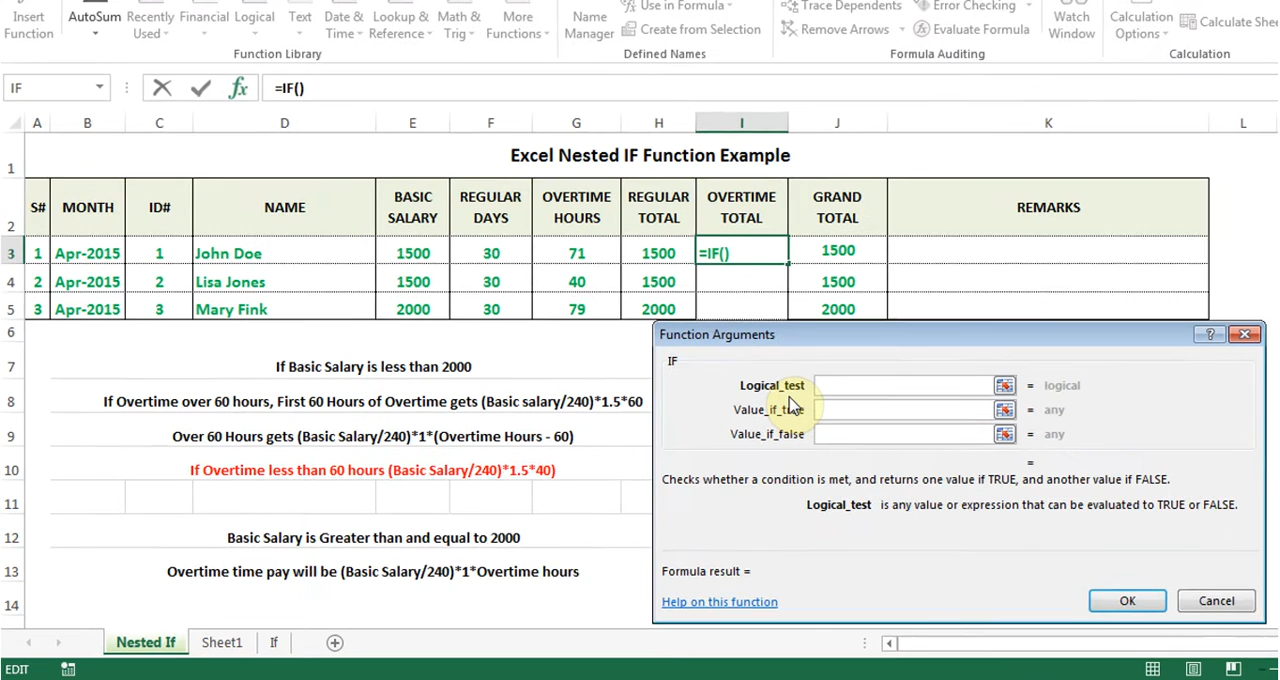 Insert Function
AutoSum
Recently Used
Financial
Logical
Text
Date & Time
Lookup & Reference
Math & Trig
More Functions
Function Library
Name Manager
Use in Formula
Create from Selection
Defined Names
Trace Dependents
Remove Arrows
Error Checking
Evaluate Formula
Formula Auditing
Watch Window
Calculation Options
Calculate Shee
Calculation
IF
fx
=IF()
A B C D E F G H I J K L
1 Excel Nested IF Function Example
2 S# MONTH ID# NAME BASIC SALARY REGULAR DAYS OVERTIME HOURS REGULAR TOTAL OVERTIME TOTAL GRAND TOTAL REMARKS
3 1 Apr-2015 1 John Doe 1500 30 71 1500 =IF() 1500
4 2 Apr-2015 2 Lisa Jones 1500 30 40 1500 1500
5 3 Apr-2015 3 Mary Fink 2000 30 79 2000 2000
6
7 If Basic Salary is less than 2000
8 If Overtime over 60 hours, First 60 Hours of Overtime gets (Basic salary/240)*1.5*60
9 Over 60 Hours gets (Basic Salary/240)*1*(Overtime Hours - 60)
10 If Overtime less than 60 hours (Basic Salary/240)*1.5*40)
11
12 Basic Salary is Greater than and equal to 2000
13 Overtime time pay will be (Basic Salary/240)*1*Overtime hours
14
Function Arguments
?
IF
Logical_test = logical
Value_if_true = any
Value_if_false = any
=
Checks whether a condition is met, and returns one value if TRUE, and another value if FALSE.
Logical_test is any value or expression that can be evaluated to TRUE or FALSE.
Formula result =
Help on this function
OK
Cancel
Nested If
Sheet1
If
EDIT